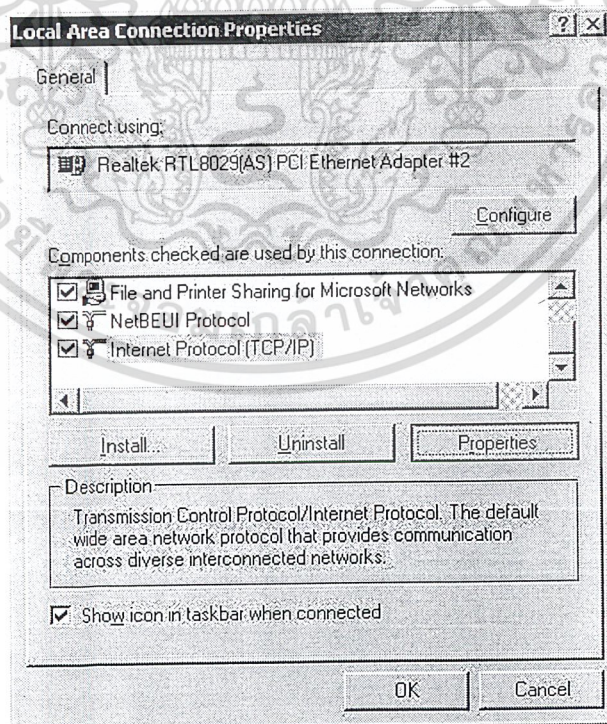 Local Area Connection Properties
General
Connect using:
Realtek RTL8029(AS) PCI Ethernet Adapter #2
Configure
Components checked are used by this connection:
File and Printer Sharing for Microsoft Networks
NetBEUI Protocol
Internet Protocol (TCP/IP)
Install...
Uninstall
Properties
Description
Transmission Control Protocol/Internet Protocol. The default
wide area network protocol that provides communication
across diverse interconnected networks.
Show icon in taskbar when connected
OK
Cancel